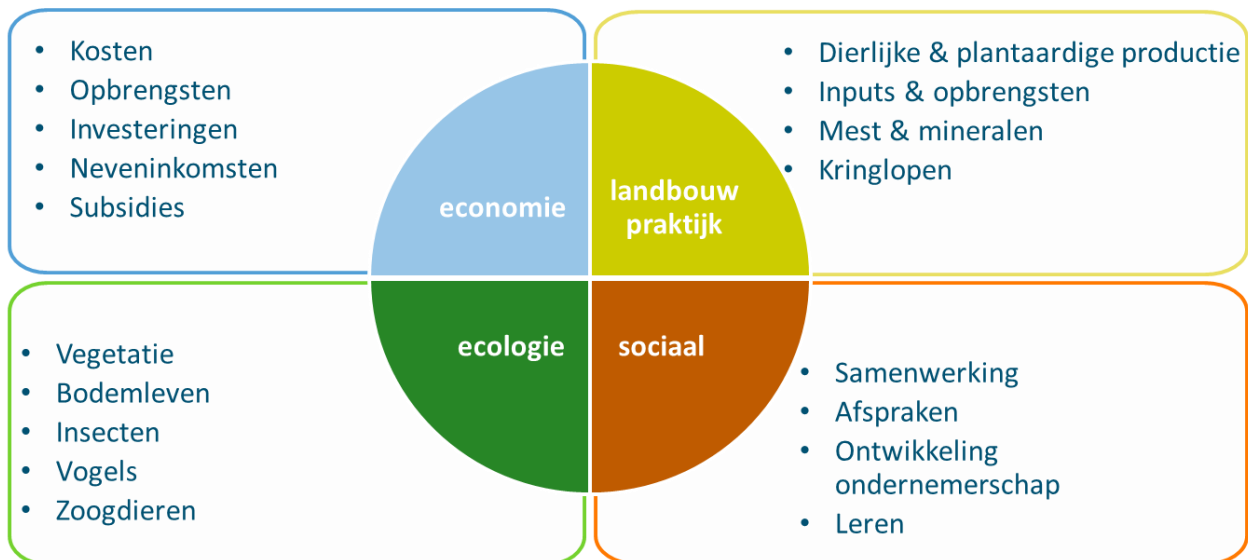 • Kosten
• Opbrengsten
• Investeringen
• Neveninkomsten
• Subsidies
economie
• Dierlijke & plantaardige productie
• Inputs & opbrengsten
• Mest & mineralen
• Kringlopen
landbouw
praktijk
• Vegetatie
• Bodemleven
• Insecten
• Vogels
• Zoogdieren
ecologie
sociaal
• Samenwerking
• Afspraken
• Ontwikkeling
ondernemerschap
• Leren